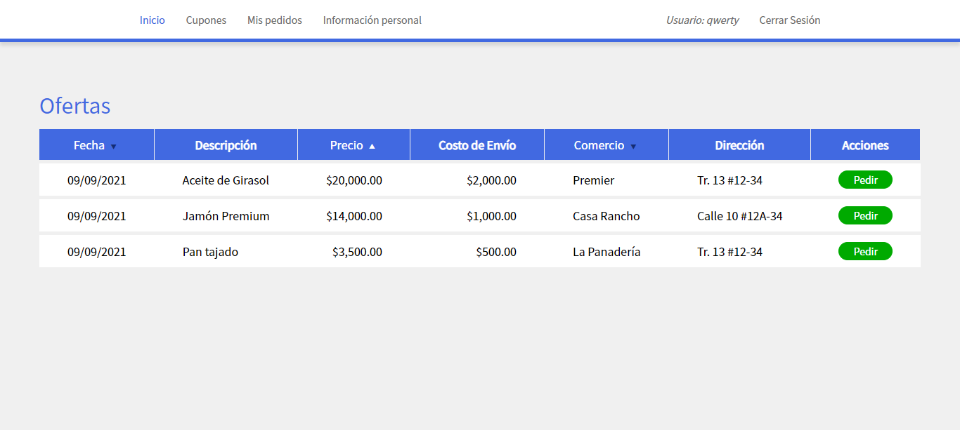 Inicio Cupones Mis pedidos Información personal Usuario: qwerty Cerrar Sesión
Ofertas
Fecha ▼ Descripción Precio ▲ Costo de Envío Comercio ▼ Dirección Acciones
09/09/2021 Aceite de Girasol $20,000.00 $2,000.00 Premier Tr. 13 #12-34 Pedir
09/09/2021 Jamón Premium $14,000.00 $1,000.00 Casa Rancho Calle 10 #12A-34 Pedir
09/09/2021 Pan tajado $3,500.00 $500.00 La Panadería Tr. 13 #12-34 Pedir